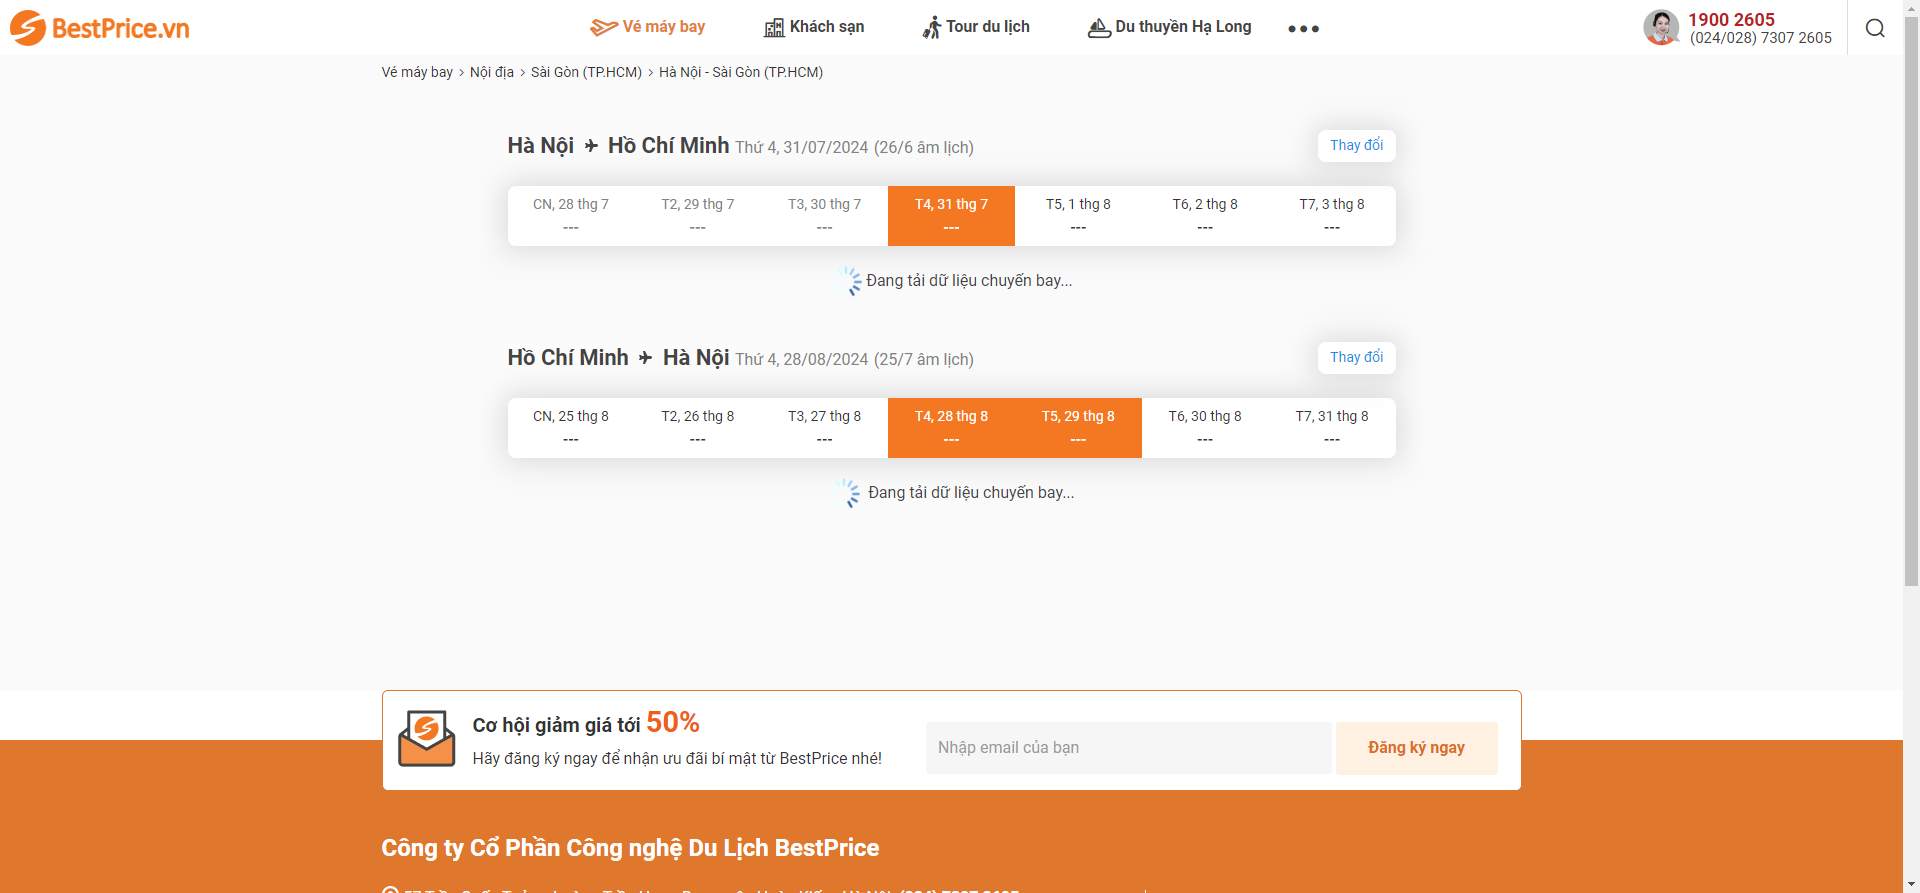 BestPrice.vn
Vé máy bay
Khách sạn
Tour du lịch
Du thuyền Hạ Long
1900 2605
(024/028) 7307 2605
Vé máy bay > Nội địa > Sài Gòn (TP.HCM) > Hà Nội - Sài Gòn (TP.HCM)
Hà Nội Hồ Chí Minh Thứ 4, 31/07/2024 (26/6 âm lịch)
Thay đổi
CN, 28 thg 7 T2, 29 thg 7 T3, 30 thg 7 T4, 31 thg 7 T5, 1 thg 8 T6, 2 thg 8 T7, 3 thg 8
--- --- --- --- --- --- ---
Đang tải dữ liệu chuyến bay...
Hồ Chí Minh Hà Nội Thứ 4, 28/08/2024 (25/7 âm lịch)
Thay đổi
CN, 25 thg 8 T2, 26 thg 8 T3, 27 thg 8 T4, 28 thg 8 T5, 29 thg 8 T6, 30 thg 8 T7, 31 thg 8
--- --- --- --- --- --- ---
Đang tải dữ liệu chuyến bay...
Cơ hội giảm giá tới 50%
Hãy đăng ký ngay để nhận ưu đãi bí mật từ BestPrice nhé!
Nhập email của bạn
Đăng ký ngay
Công ty Cổ Phần Công nghệ Du Lịch BestPrice